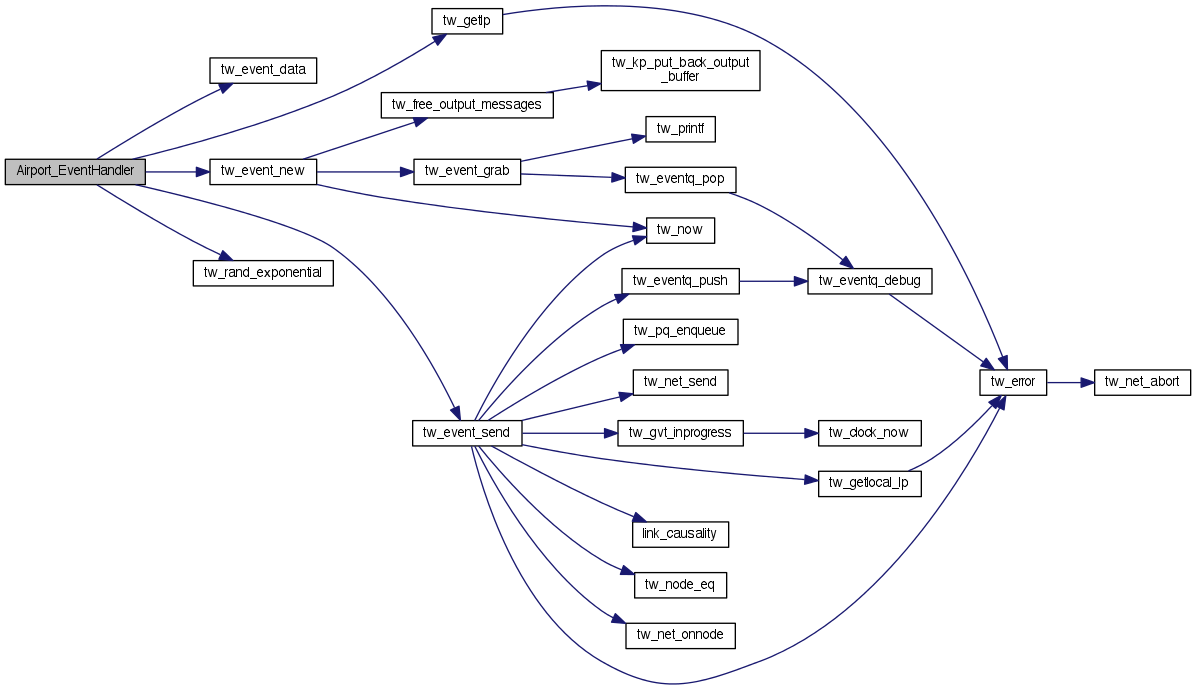 tw_getlp
tw_event_data
tw_kp_put_back_output
_buffer
tw_free_output_messages
tw_printf
Airport_EventHandler
tw_event_new
tw_event_grab
tw_eventq_pop
tw_now
tw_rand_exponential
tw_eventq_push
tw_eventq_debug
tw_pq_enqueue
tw_net_send
tw_error
tw_net_abort
tw_event_send
tw_gvt_inprogress
tw_clock_now
tw_getlocal_lp
link_causality
tw_node_eq
tw_net_onnode